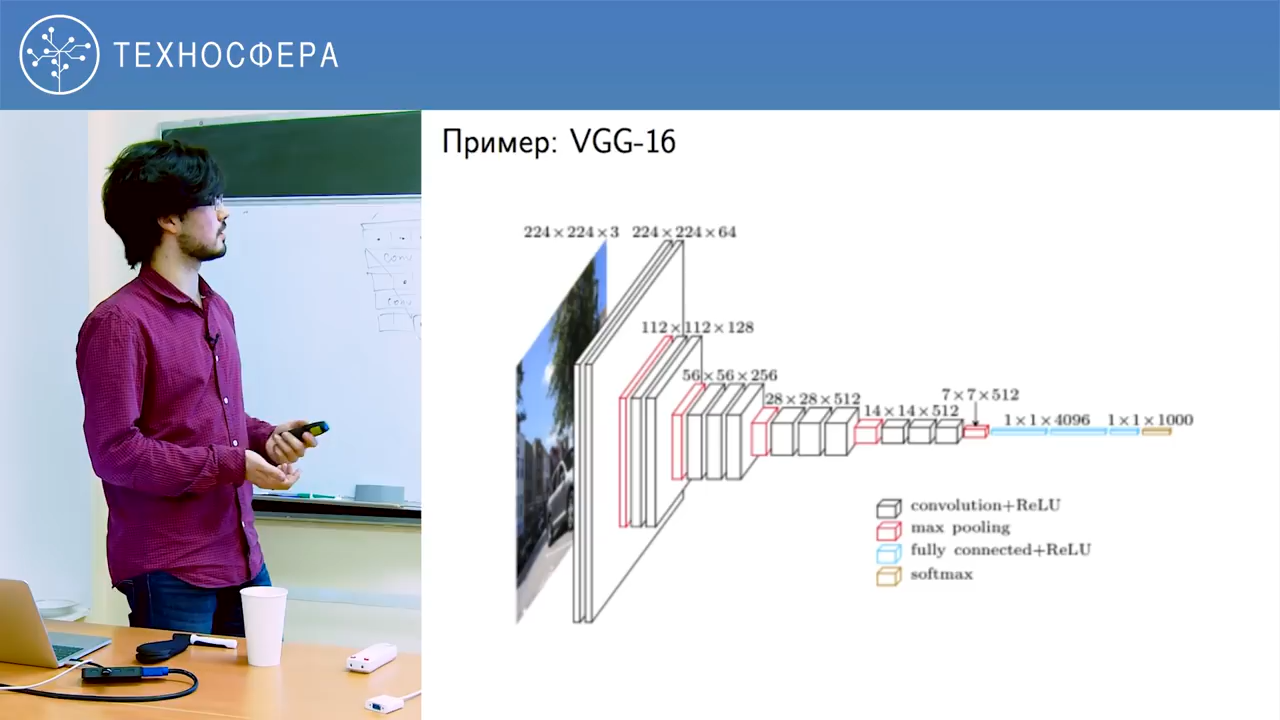 ТЕХНОСФЕРА
Пример: VGG-16
224×224×3 224×224×64
112×112×128
56×56×256
28×28×512
14×14×512
7×7×512
1×1×4096 1×1×1000
convolution+ReLU
max pooling
fully connected+ReLU
softmax
conv
conv